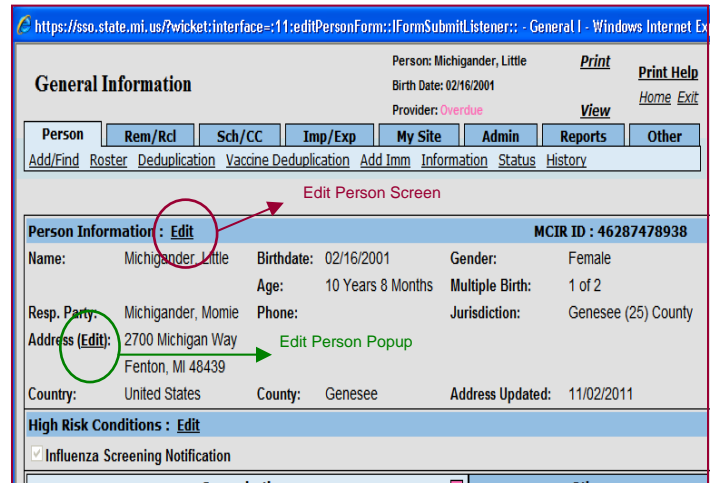 https://sso.state.mi.us/?wicket:interface=:11:editPersonForm::IFormSubmitListener:: - General I - Windows Internet Ex
General Information
Person: Michigander, Little
Birth Date: 02/16/2001
Provider: Overdue
Print
View
Print Help
Home Exit
Person Rem/Rcl Sch/CC Imp/Exp My Site Admin Reports Other
Add/Find Roster Deduplication Vaccine Deduplication Add Imm Information Status History
Edit Person Screen
Person Information : Edit MCIR ID : 46287478938
Name: Michigander, Little Birthdate: 02/16/2001 Gender: Female
Age: 10 Years 8 Months Multiple Birth: 1 of 2
Resp. Party: Michigander, Momie Phone: Jurisdiction: Genesee (25) County
Address (Edit): 2700 Michigan Way
Edit Person Popup
Fenton, MI 48439
Country: United States County: Genesee Address Updated: 11/02/2011
High Risk Conditions : Edit
Influenza Screening Notification